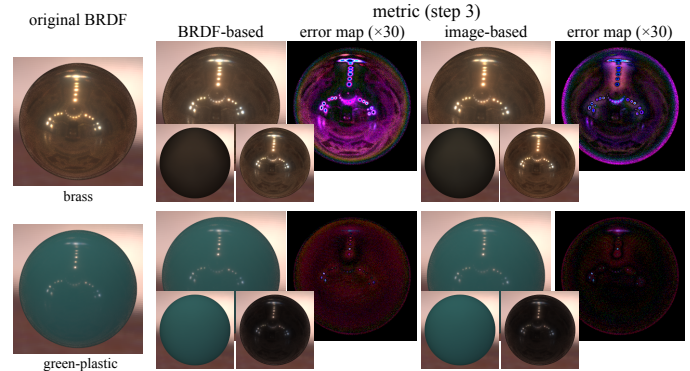 metric (step 3)
original BRDF
BRDF-based
error map (×30)
image-based
error map (×30)
brass
green-plastic